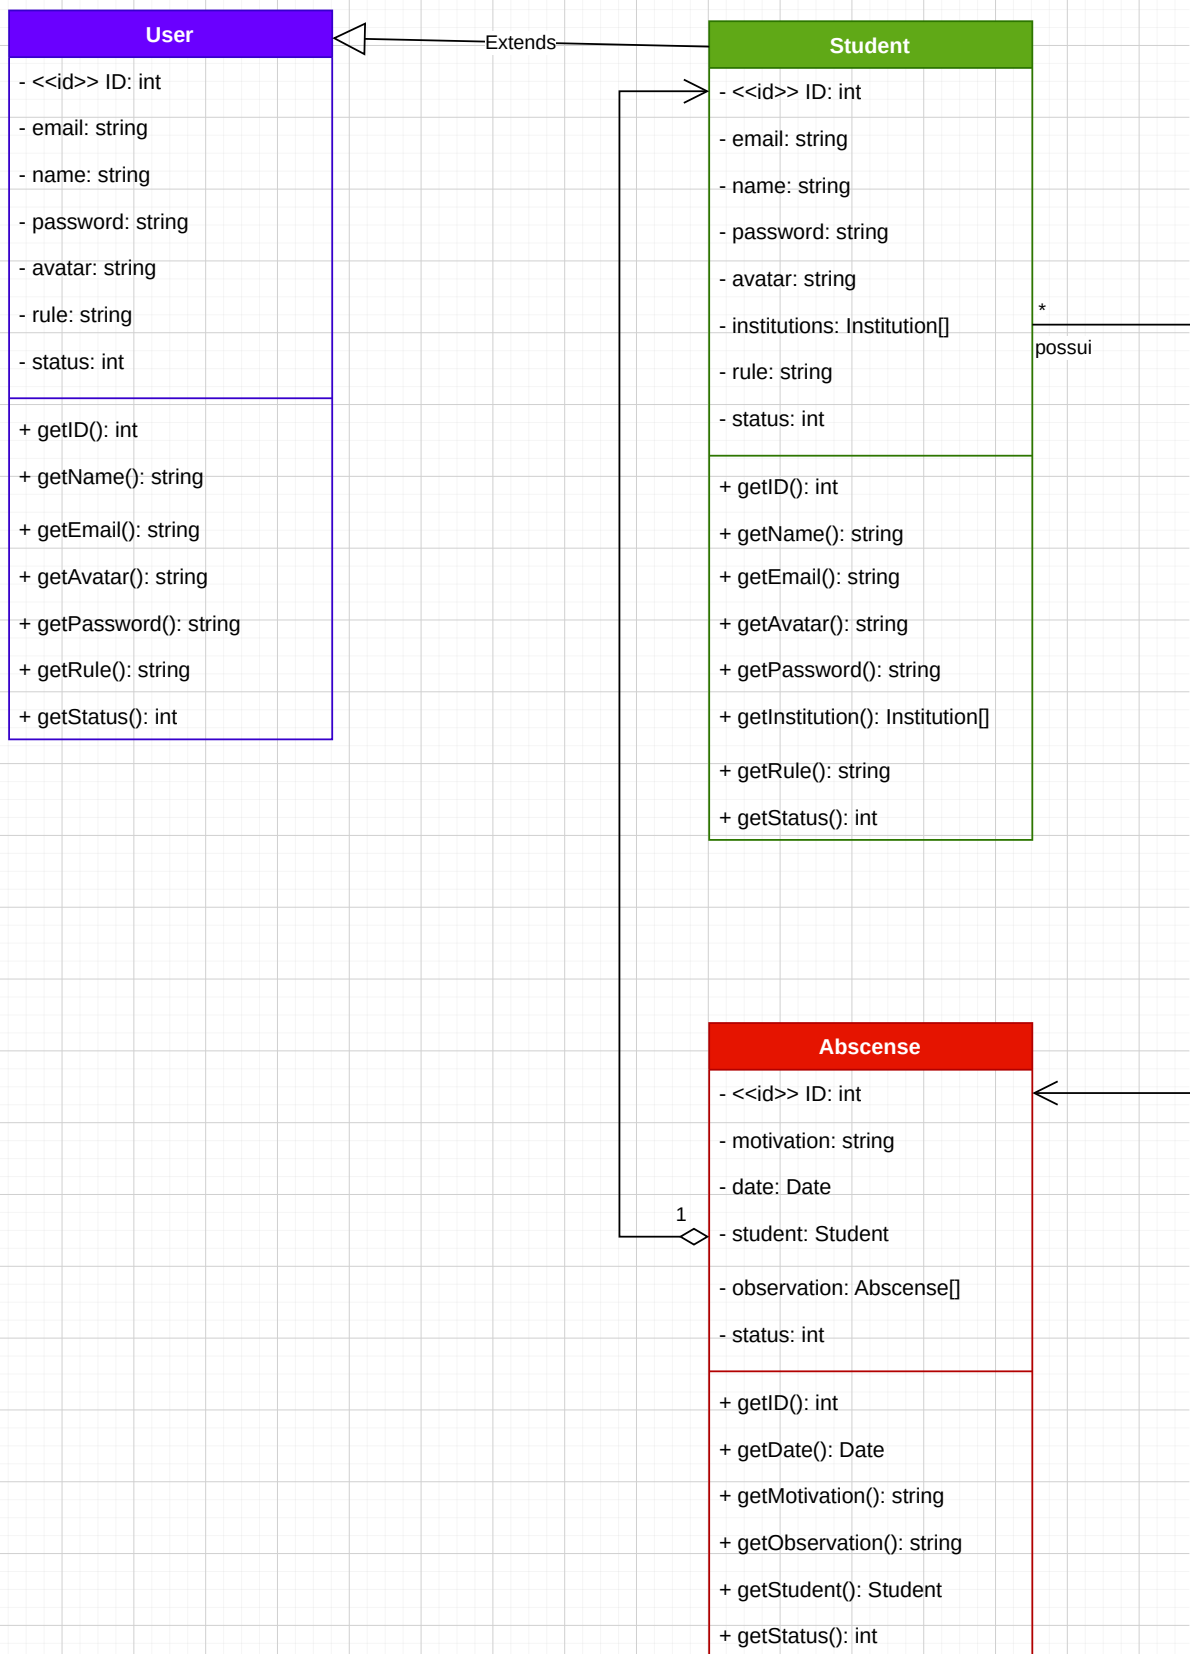 User
- <<id>> ID: int
- email: string
- name: string
- password: string
- avatar: string
- rule: string
- status: int
+ getID(): int
+ getName(): string
+ getEmail(): string
+ getAvatar(): string
+ getPassword(): string
+ getRule(): string
+ getStatus(): int
Extends
Student
- <<id>> ID: int
- email: string
- name: string
- password: string
- avatar: string
- institutions: Institution[]
- rule: string
- status: int
+ getID(): int
+ getName(): string
+ getEmail(): string
+ getAvatar(): string
+ getPassword(): string
+ getInstitution(): Institution[]
+ getRule(): string
+ getStatus(): int
*
possui
Abscense
- <<id>> ID: int
- motivation: string
- date: Date
1
- student: Student
- observation: Abscense[]
- status: int
+ getID(): int
+ getDate(): Date
+ getMotivation(): string
+ getObservation(): string
+ getStudent(): Student
+ getStatus(): int